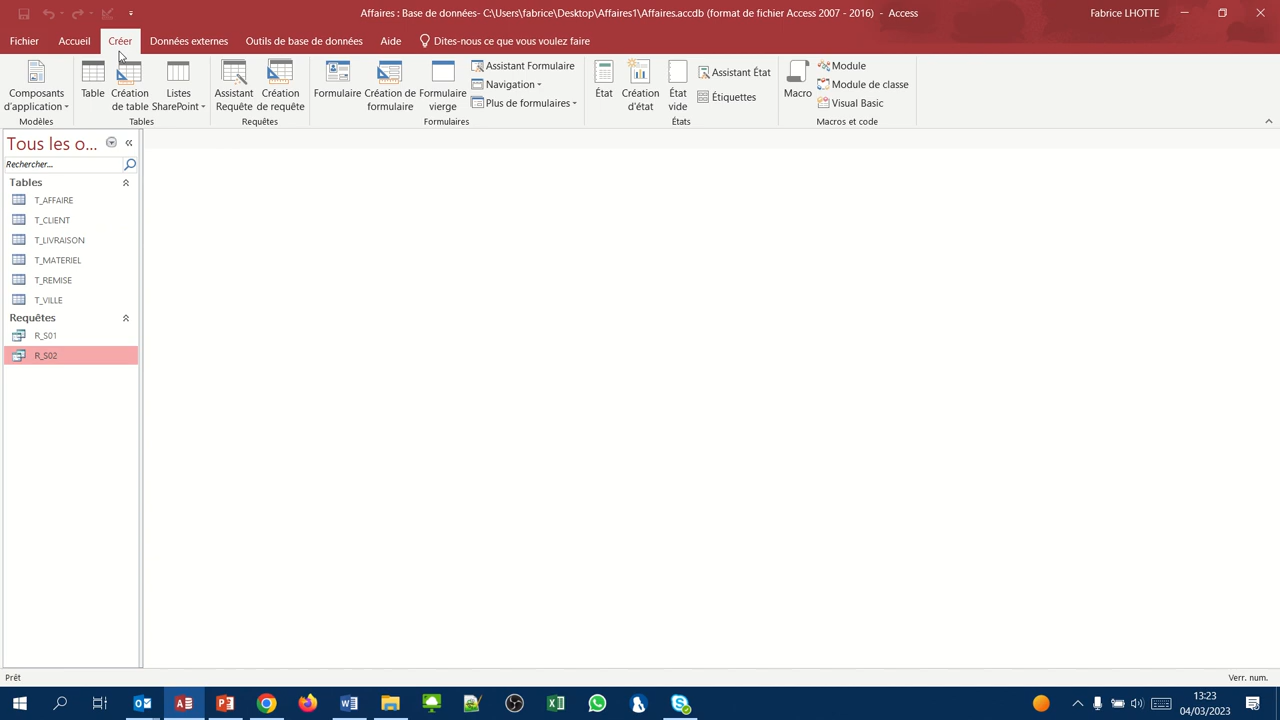 Affaires : Base de données- C:\Users\fabrice\Desktop\Affaires1\Affaires.accdb (format de fichier Access 2007 - 2016) - Access
Fabrice LHOTTE
Fichier
Accueil
Créer
Données externes
Outils de base de données
Aide
Dites-nous ce que vous voulez faire
Composants
d'application
Modèles
Table
Création
de table
Listes
SharePoint
Tables
Assistant
Requête
Création
de requête
Requêtes
Formulaire
Création de
formulaire
Formulaire
vierge
Assistant Formulaire
Navigation
Plus de formulaires
Formulaires
État
Création
d'état
État
vide
Assistant État
Étiquettes
États
Macro
Module
Module de classe
Visual Basic
Macros et code
Tous les o...
Rechercher...
Tables
T_AFFAIRE
T_CLIENT
T_LIVRAISON
T_MATERIEL
T_REMISE
T_VILLE
Requêtes
R_S01
R_S02
Prêt
Verr. num.
13:23
04/03/2023